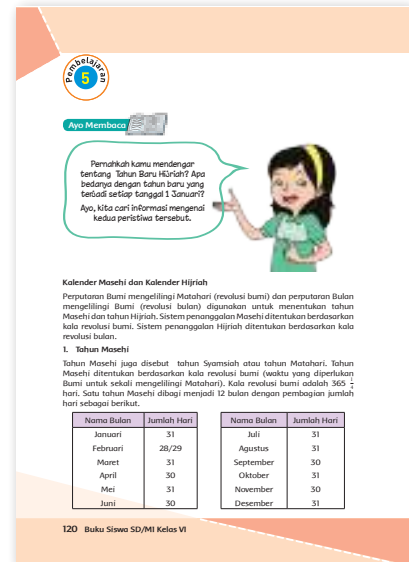 Pembelajaran
5
Ayo Membaca
Pernahkah kamu mendengar
tentang Tahun Baru Hijriah? Apa
bedanya dengan tahun baru yang
terjadi setiap tanggal 1 Januari?
Ayo, kita cari informasi mengenai
kedua peristiwa tersebut.
Kalender Masehi dan Kalender Hijriah
Perputaran Bumi mengelilingi Matahari (revolusi bumi) dan perputaran Bulan
mengelilingi Bumi (revolusi bulan) digunakan untuk menentukan tahun
Masehi dan tahun Hijriah. Sistem penanggalan Masehi ditentukan berdasarkan
kala revolusi bumi. Sistem penanggalan Hijriah ditentukan berdasarkan kala
revolusi bulan.
1. Tahun Masehi
Tahun Masehi juga disebut tahun Syamsiah atau tahun Matahari. Tahun
Masehi ditentukan berdasarkan kala revolusi bumi (waktu yang diperlukan
Bumi untuk sekali mengelilingi Matahari). Kala revolusi bumi adalah 365 1/4
hari. Satu tahun Masehi dibagi menjadi 12 bulan dengan pembagian jumlah
hari sebagai berikut.
Nama Bulan Jumlah Hari
Januari 31
Februari 28/29
Maret 31
April 30
Mei 31
Juni 30
Nama Bulan Jumlah Hari
Juli 31
Agustus 31
September 30
Oktober 31
November 30
Desember 31
120 Buku Siswa SD/MI Kelas VI